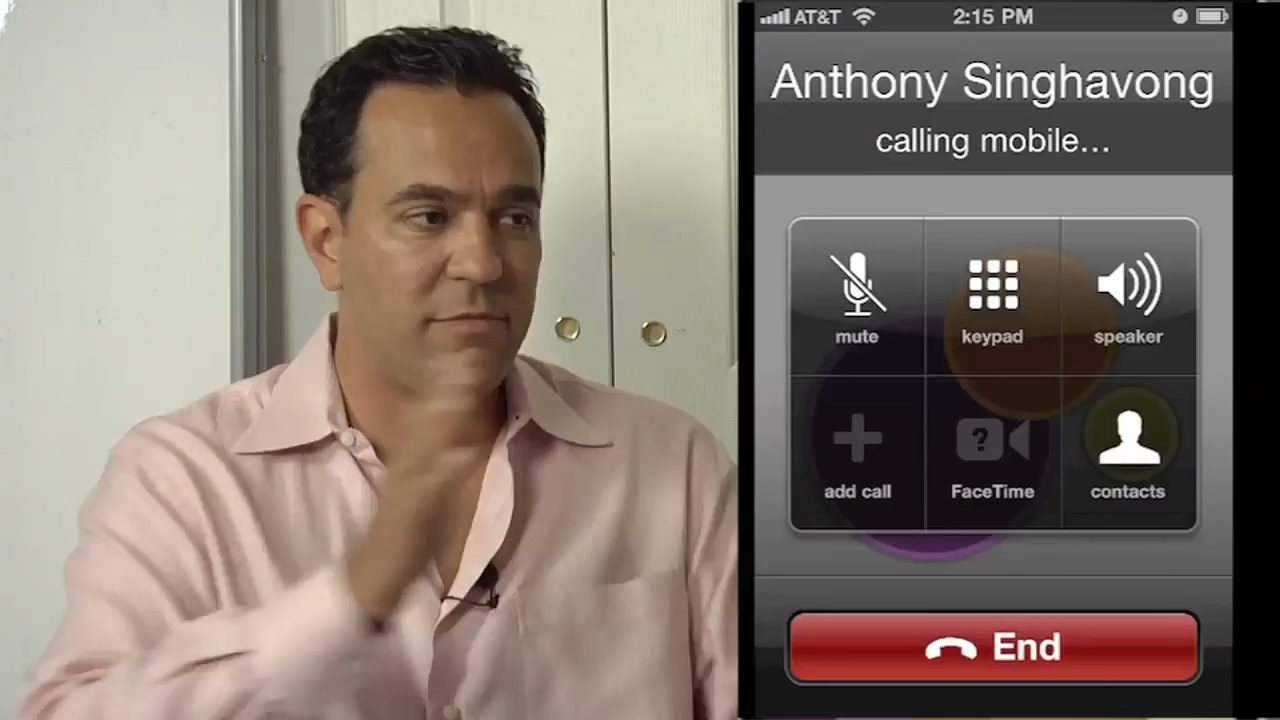 AT&T 2:15 PM
Anthony Singhavong
calling mobile...
mute keypad speaker
add call FaceTime contacts
End